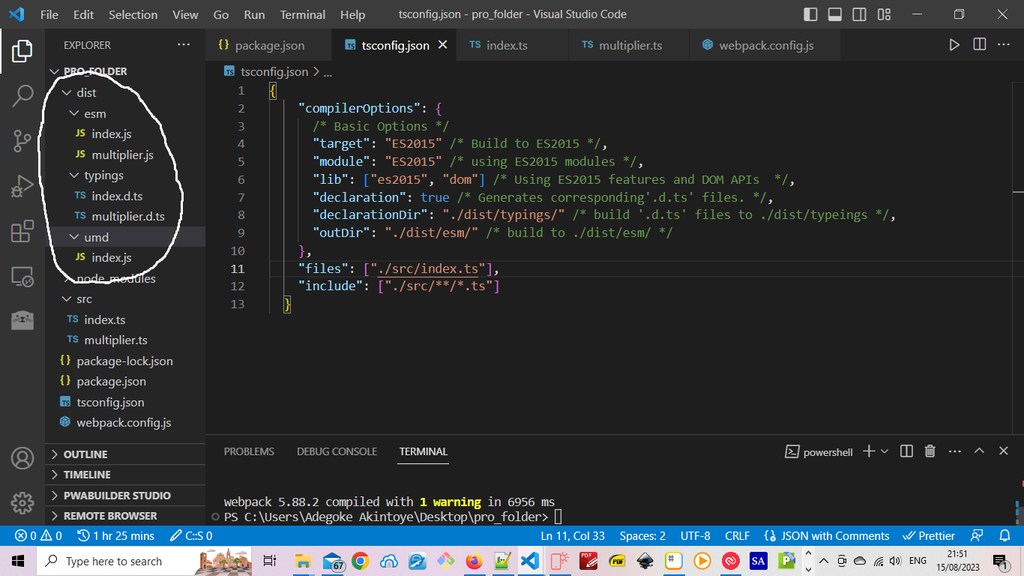 File Edit Selection View Go Run Terminal Help tsconfig.json - pro_folder - Visual Studio Code
EXPLORER
PRO_FOLDER
dist
esm
JS index.js
JS multiplier.js
typings
TS index.d.ts
TS multiplier.d.ts
umd
JS index.js
node_modules
src
TS index.ts
TS multiplier.ts
{} package-lock.json
{} package.json
TS tsconfig.json
webpack.config.js
OUTLINE
TIMELINE
PWABUILDER STUDIO
REMOTE BROWSER
{} package.json TS tsconfig.json TS index.ts TS multiplier.ts webpack.config.js
TS tsconfig.json > ...
1 {
2 "compilerOptions": {
3 /* Basic Options */
4 "target": "ES2015" /* Build to ES2015 */,
5 "module": "ES2015" /* using ES2015 modules */,
6 "lib": ["es2015", "dom"] /* Using ES2015 features and DOM APIs  */,
7 "declaration": true /* Generates corresponding'.d.ts' files. */,
8 "declarationDir": "./dist/typings/" /* build '.d.ts' files to ./dist/typeings */,
9 "outDir": "./dist/esm/" /* build to ./dist/esm/ */
10 },
11 "files": ["./src/index.ts"],
12 "include": ["./src/**/*.ts"]
13 }
PROBLEMS DEBUG CONSOLE TERMINAL powershell
webpack 5.88.2 compiled with 1 warning in 6956 ms
PS C:\Users\Adegoke Akintoye\Desktop\pro_folder>
0 0 1 hr 25 mins C:S 0 Ln 11, Col 33 Spaces: 2 UTF-8 CRLF {} JSON with Comments Prettier
Type here to search 67 PDF SA ENG 21:51
15/08/2023 1